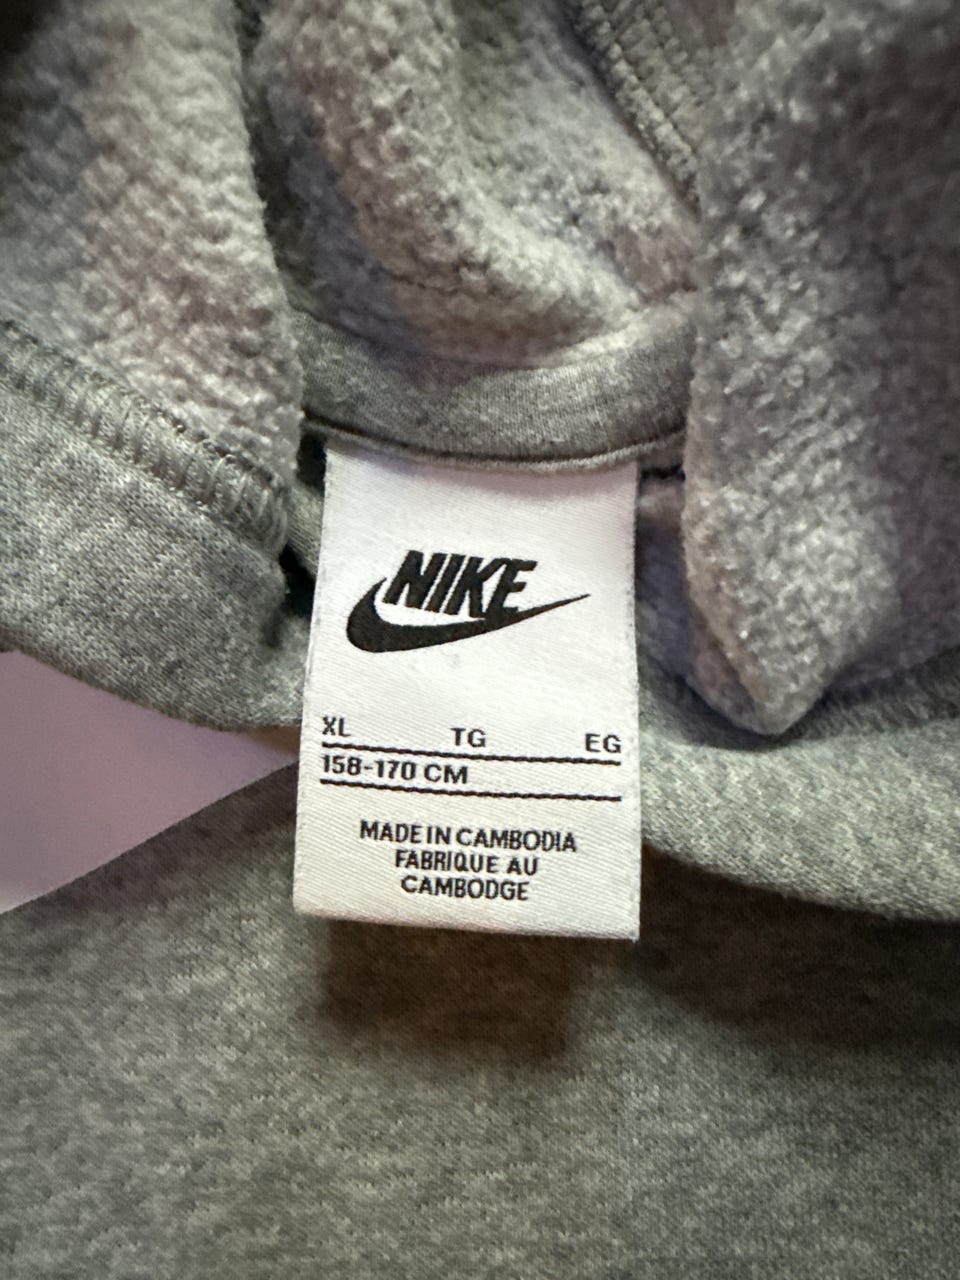 NIKE
XL TG EG
158-170 CM
MADE IN CAMBODIA
FABRIQUE AU
CAMBODGE